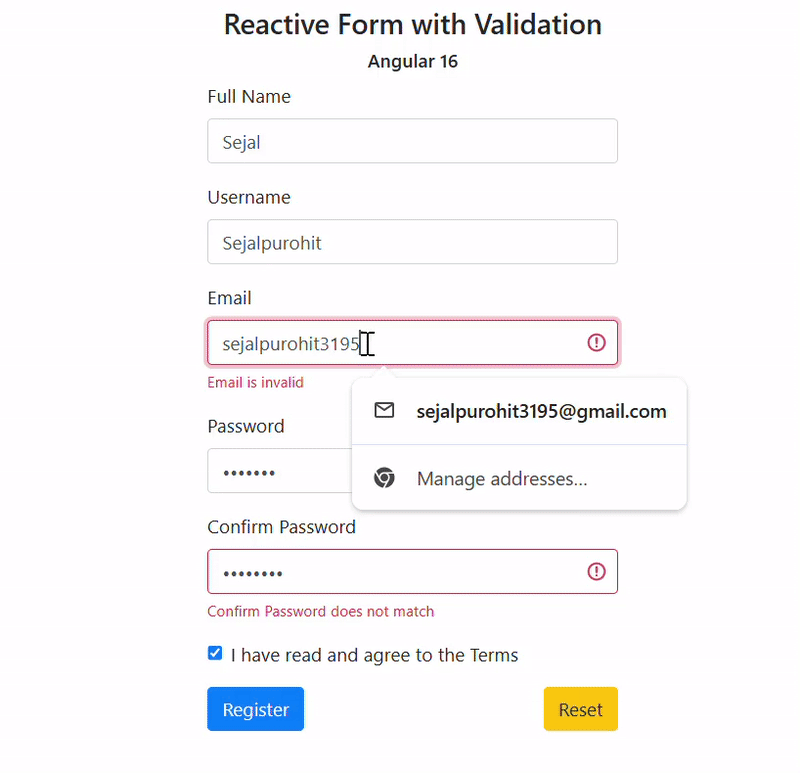 Reactive Form with Validation
Angular 16
Full Name
Sejal
Username
Sejalpurohit
Email
sejalpurohit3195
Email is invalid
sejalpurohit3195@gmail.com
Manage addresses...
Password
•••••••
Confirm Password
••••••••
Confirm Password does not match
I have read and agree to the Terms
Register
Reset